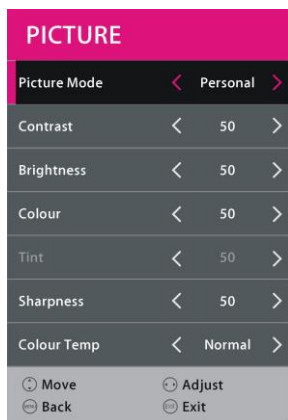 PICTURE
Picture Mode Personal
Contrast 50
Brightness 50
Colour 50
Tint 50
Sharpness 50
Colour Temp Normal
Move Adjust
Back Exit